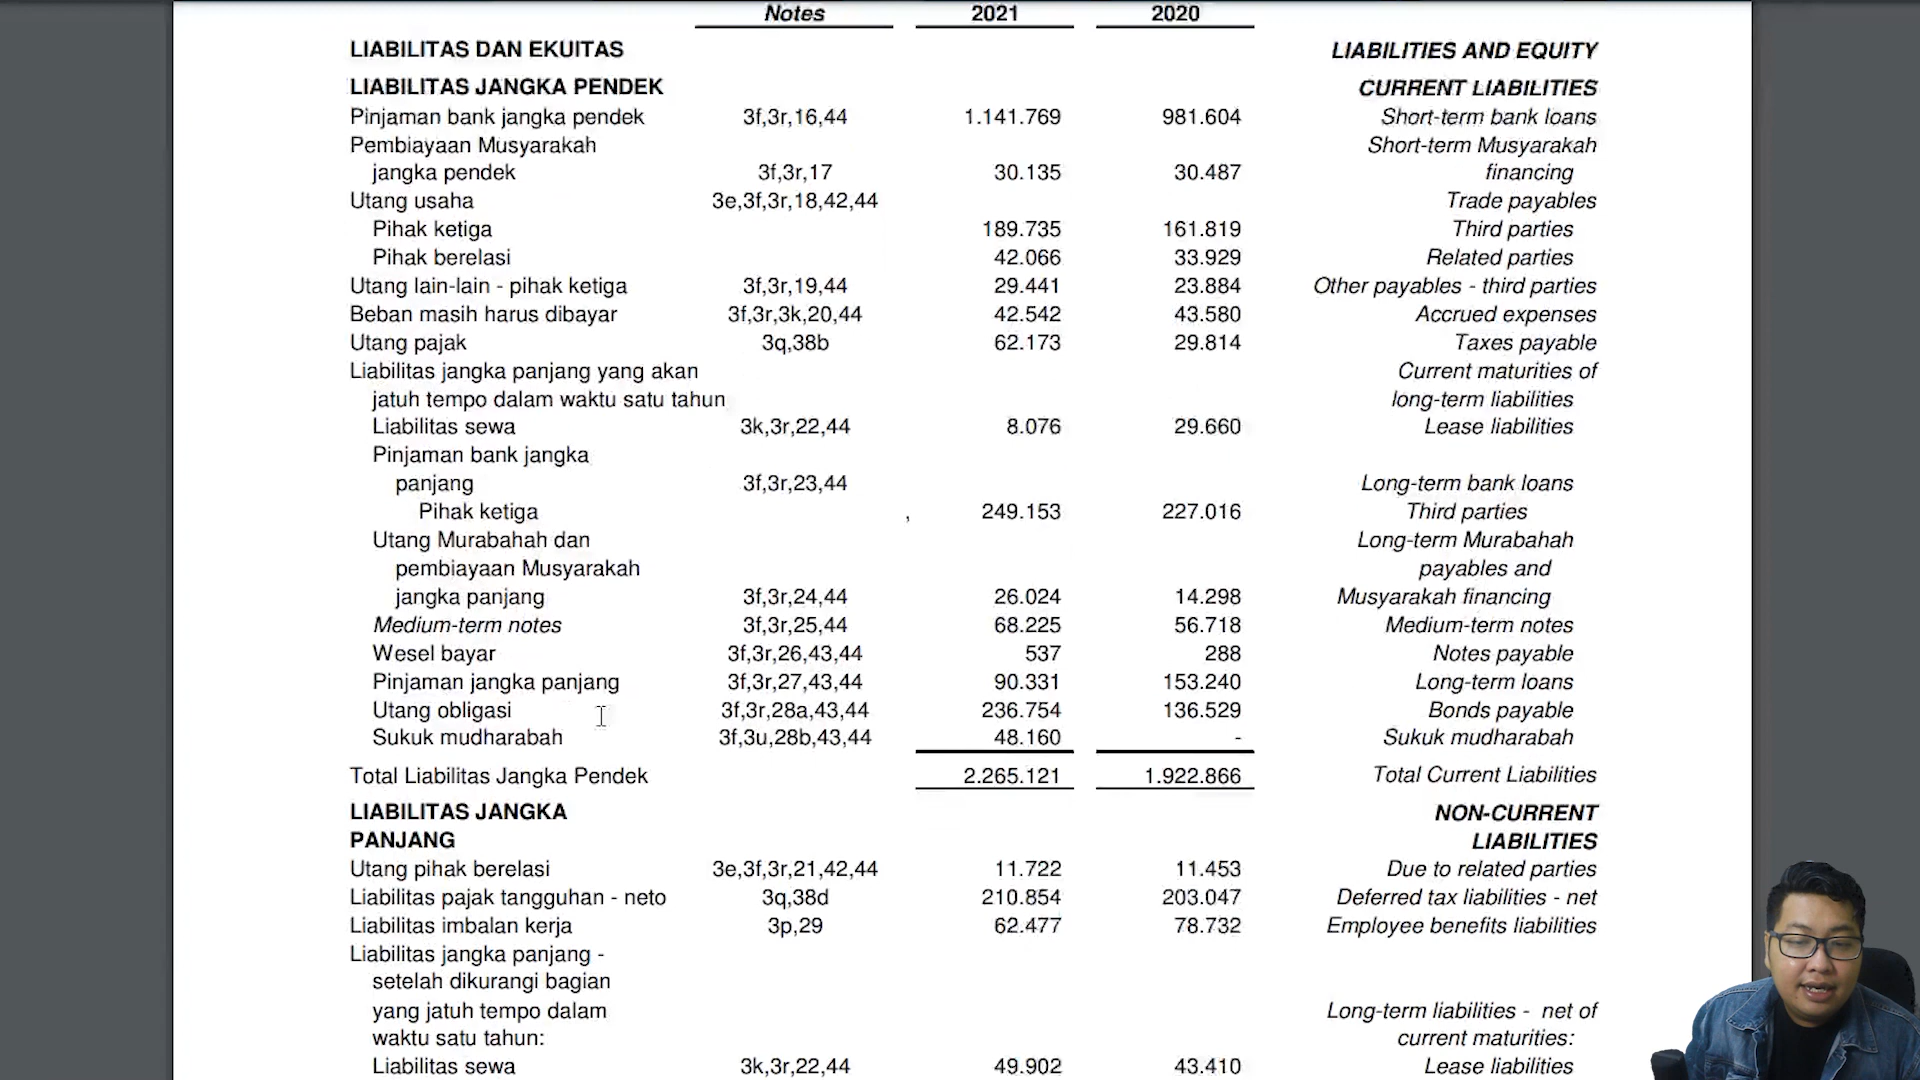 Notes 2021 2020
LIABILITAS DAN EKUITAS LIABILITIES AND EQUITY
LIABILITAS JANGKA PENDEK CURRENT LIABILITIES
Pinjaman bank jangka pendek 3f,3r,16,44 1.141.769 981.604 Short-term bank loans
Pembiayaan Musyarakah Short-term Musyarakah
jangka pendek 3f,3r,17 30.135 30.487 financing
Utang usaha 3e,3f,3r,18,42,44 Trade payables
Pihak ketiga 189.735 161.819 Third parties
Pihak berelasi 42.066 33.929 Related parties
Utang lain-lain - pihak ketiga 3f,3r,19,44 29.441 23.884 Other payables - third parties
Beban masih harus dibayar 3f,3r,3k,20,44 42.542 43.580 Accrued expenses
Utang pajak 3q,38b 62.173 29.814 Taxes payable
Liabilitas jangka panjang yang akan Current maturities of
jatuh tempo dalam waktu satu tahun long-term liabilities
Liabilitas sewa 3k,3r,22,44 8.076 29.660 Lease liabilities
Pinjaman bank jangka
panjang 3f,3r,23,44 Long-term bank loans
Pihak ketiga , 249.153 227.016 Third parties
Utang Murabahah dan Long-term Murabahah
pembiayaan Musyarakah payables and
jangka panjang 3f,3r,24,44 26.024 14.298 Musyarakah financing
Medium-term notes 3f,3r,25,44 68.225 56.718 Medium-term notes
Wesel bayar 3f,3r,26,43,44 537 288 Notes payable
Pinjaman jangka panjang 3f,3r,27,43,44 90.331 153.240 Long-term loans
Utang obligasi 3f,3r,28a,43,44 236.754 136.529 Bonds payable
Sukuk mudharabah 3f,3u,28b,43,44 48.160 - Sukuk mudharabah
Total Liabilitas Jangka Pendek 2.265.121 1.922.866 Total Current Liabilities
LIABILITAS JANGKA NON-CURRENT
PANJANG LIABILITIES
Utang pihak berelasi 3e,3f,3r,21,42,44 11.722 11.453 Due to related parties
Liabilitas pajak tangguhan - neto 3q,38d 210.854 203.047 Deferred tax liabilities - net
Liabilitas imbalan kerja 3p,29 62.477 78.732 Employee benefits liabilities
Liabilitas jangka panjang -
setelah dikurangi bagian
yang jatuh tempo dalam Long-term liabilities - net of
waktu satu tahun: current maturities:
Liabilitas sewa 3k,3r,22,44 49.902 43.410 Lease liabilities